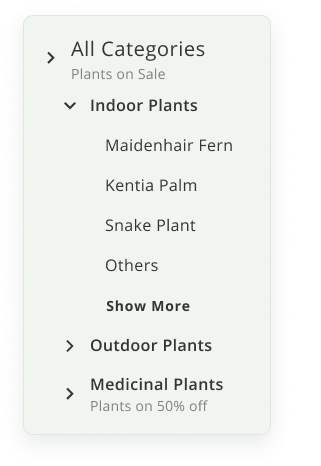 All Categories
Plants on Sale
Indoor Plants
Maidenhair Fern
Kentia Palm
Snake Plant
Others
Show More
Outdoor Plants
Medicinal Plants
Plants on 50% off